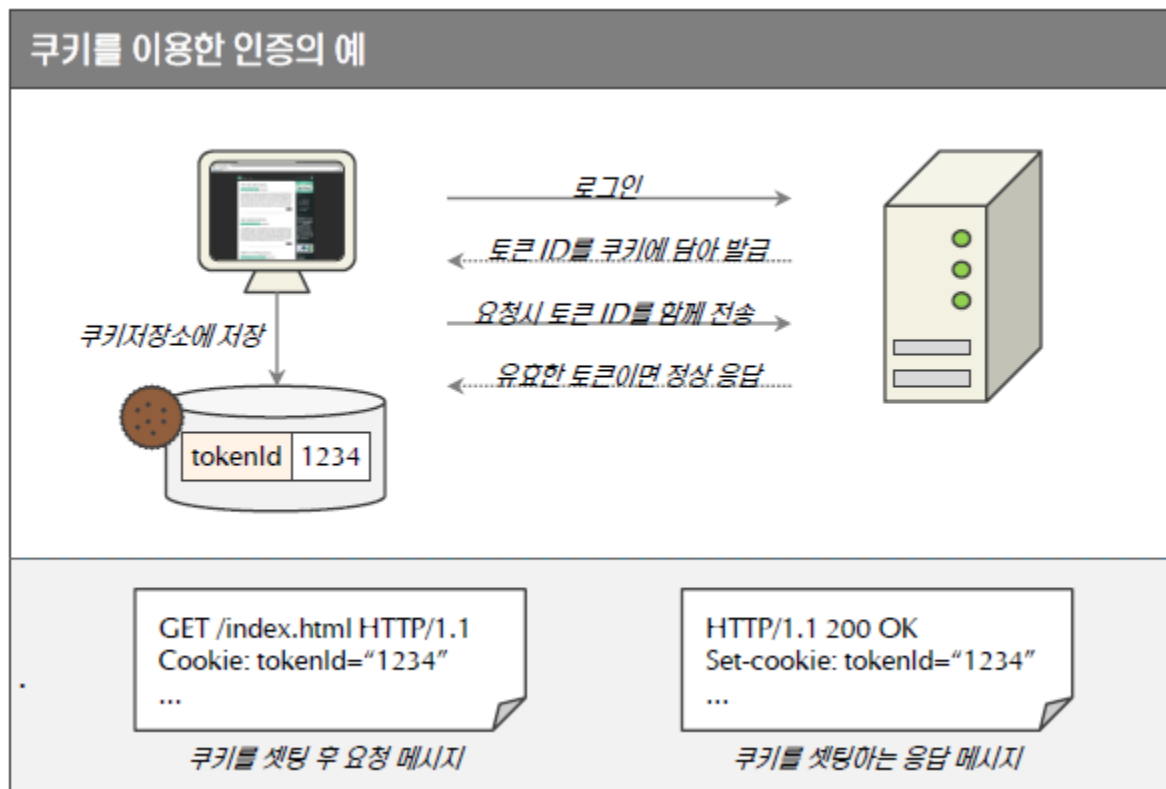 쿠키를 이용한 인증의 예
로그인
토큰 ID를 쿠키에 담아 발급
요청시 토큰 ID를 함께 전송
유효한 토큰이면 정상 응답
쿠키저장소에 저장
tokenId 1234
GET /index.html HTTP/1.1
Cookie: tokenId=“1234”
...
쿠키를 셋팅 후 요청 메시지
HTTP/1.1 200 OK
Set-cookie: tokenId=“1234”
...
쿠키를 셋팅하는 응답 메시지
.